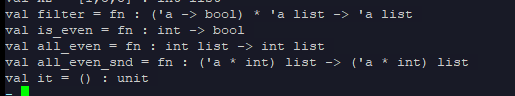 val filter = fn : ('a -> bool) * 'a list -> 'a list
val is_even = fn : int -> bool
val all_even = fn : int list -> int list
val all_even_snd = fn : ('a * int) list -> ('a * int) list
val it = () : unit
-